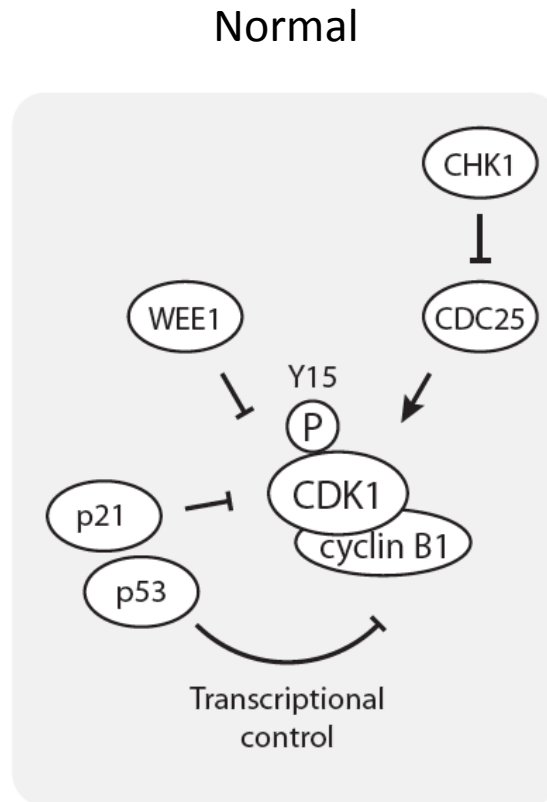 Normal
CHK1
WEE1
CDC25
Y15
P
CDK1
p21
cyclin B1
p53
Transcriptional
control